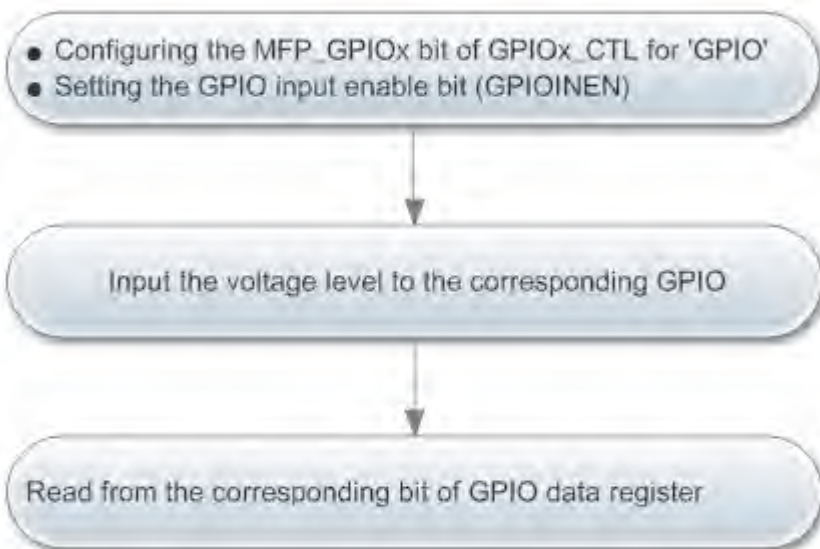 ● Configuring the MFP_GPIOx bit of GPIOx_CTL for 'GPIO'
● Setting the GPIO input enable bit (GPIOINEN)
Input the voltage level to the corresponding GPIO
Read from the corresponding bit of GPIO data register